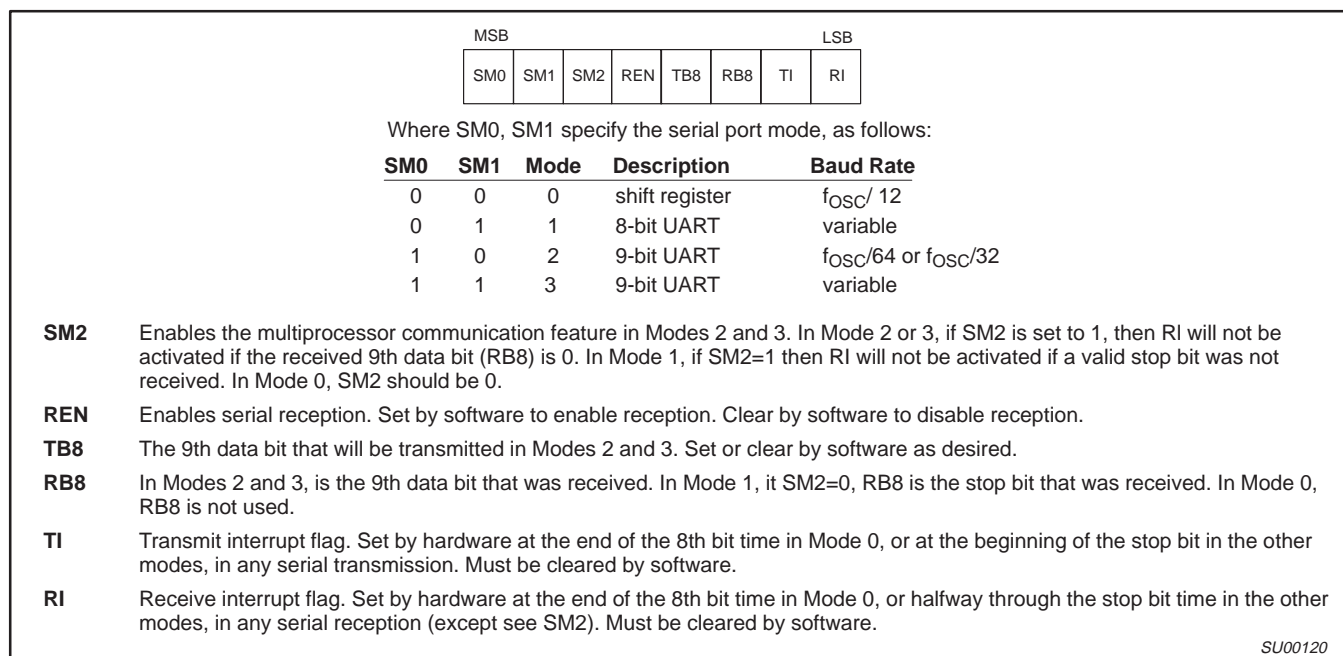 MSB LSB
SM0 SM1 SM2 REN TB8 RB8 TI RI
Where SM0, SM1 specify the serial port mode, as follows:
SM0 SM1 Mode Description Baud Rate
0 0 0 shift register fOSC/ 12
0 1 1 8-bit UART variable
1 0 2 9-bit UART fOSC/64 or fOSC/32
1 1 3 9-bit UART variable
SM2 Enables the multiprocessor communication feature in Modes 2 and 3. In Mode 2 or 3, if SM2 is set to 1, then Rl will not be
activated if the received 9th data bit (RB8) is 0. In Mode 1, if SM2=1 then RI will not be activated if a valid stop bit was not
received. In Mode 0, SM2 should be 0.
REN Enables serial reception. Set by software to enable reception. Clear by software to disable reception.
TB8 The 9th data bit that will be transmitted in Modes 2 and 3. Set or clear by software as desired.
RB8 In Modes 2 and 3, is the 9th data bit that was received. In Mode 1, it SM2=0, RB8 is the stop bit that was received. In Mode 0,
RB8 is not used.
TI Transmit interrupt flag. Set by hardware at the end of the 8th bit time in Mode 0, or at the beginning of the stop bit in the other
modes, in any serial transmission. Must be cleared by software.
RI Receive interrupt flag. Set by hardware at the end of the 8th bit time in Mode 0, or halfway through the stop bit time in the other
modes, in any serial reception (except see SM2). Must be cleared by software.
SU00120